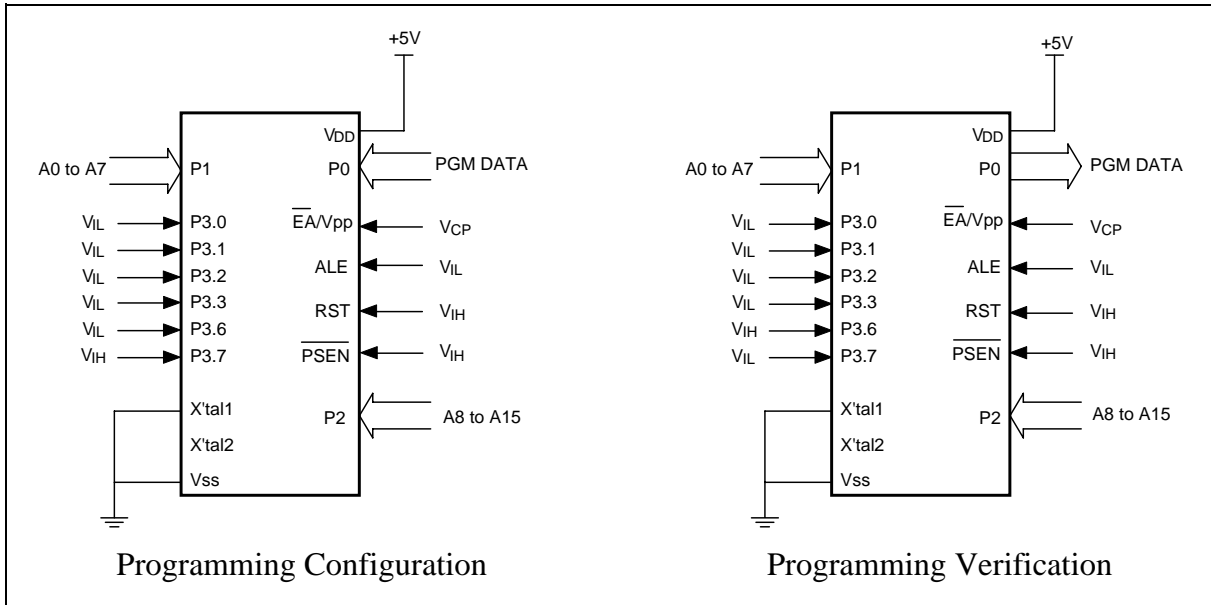 +5V
VDD
A0 to A7
P1
P0
PGM DATA
VIL
P3.0
EA/Vpp
VCP
VIL
P3.1
VIL
P3.2
ALE
VIL
VIL
P3.3
RST
VIH
VIL
P3.6
VIH
P3.7
PSEN
VIH
X'tal1
P2
A8 to A15
X'tal2
Vss
Programming Configuration
+5V
VDD
A0 to A7
P1
P0
PGM DATA
VIL
P3.0
EA/Vpp
VCP
VIL
P3.1
VIL
P3.2
ALE
VIL
VIL
P3.3
RST
VIH
VIH
P3.6
VIL
P3.7
PSEN
VIH
X'tal1
P2
A8 to A15
X'tal2
Vss
Programming Verification